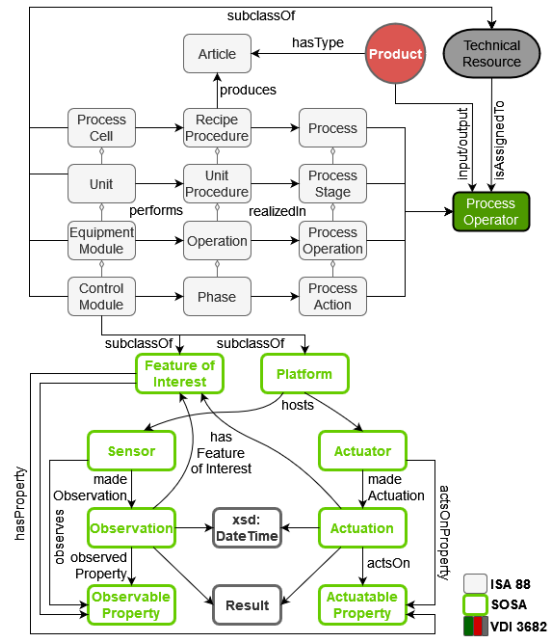 subclassOf
hasType
Article
Product
Technical
Resource
produces
Process
Cell
Recipe
Procedure
Process
input/output
isAssignedTo
Unit
Unit
Procedure
Process
Stage
performs
realizedIn
Process
Operator
Equipment
Module
Operation
Process
Operation
Control
Module
Phase
Process
Action
subclassOf
subclassOf
Feature of
Interest
Platform
hosts
Sensor
has
Feature
of Interest
Actuator
made
Observation
made
Actuation
hasProperty
observes
actsOnProperty
Observation
xsd:
DateTime
Actuation
observed
Property
actsOn
Observable
Property
Result
Actuatable
Property
ISA 88
SOSA
VDI 3682